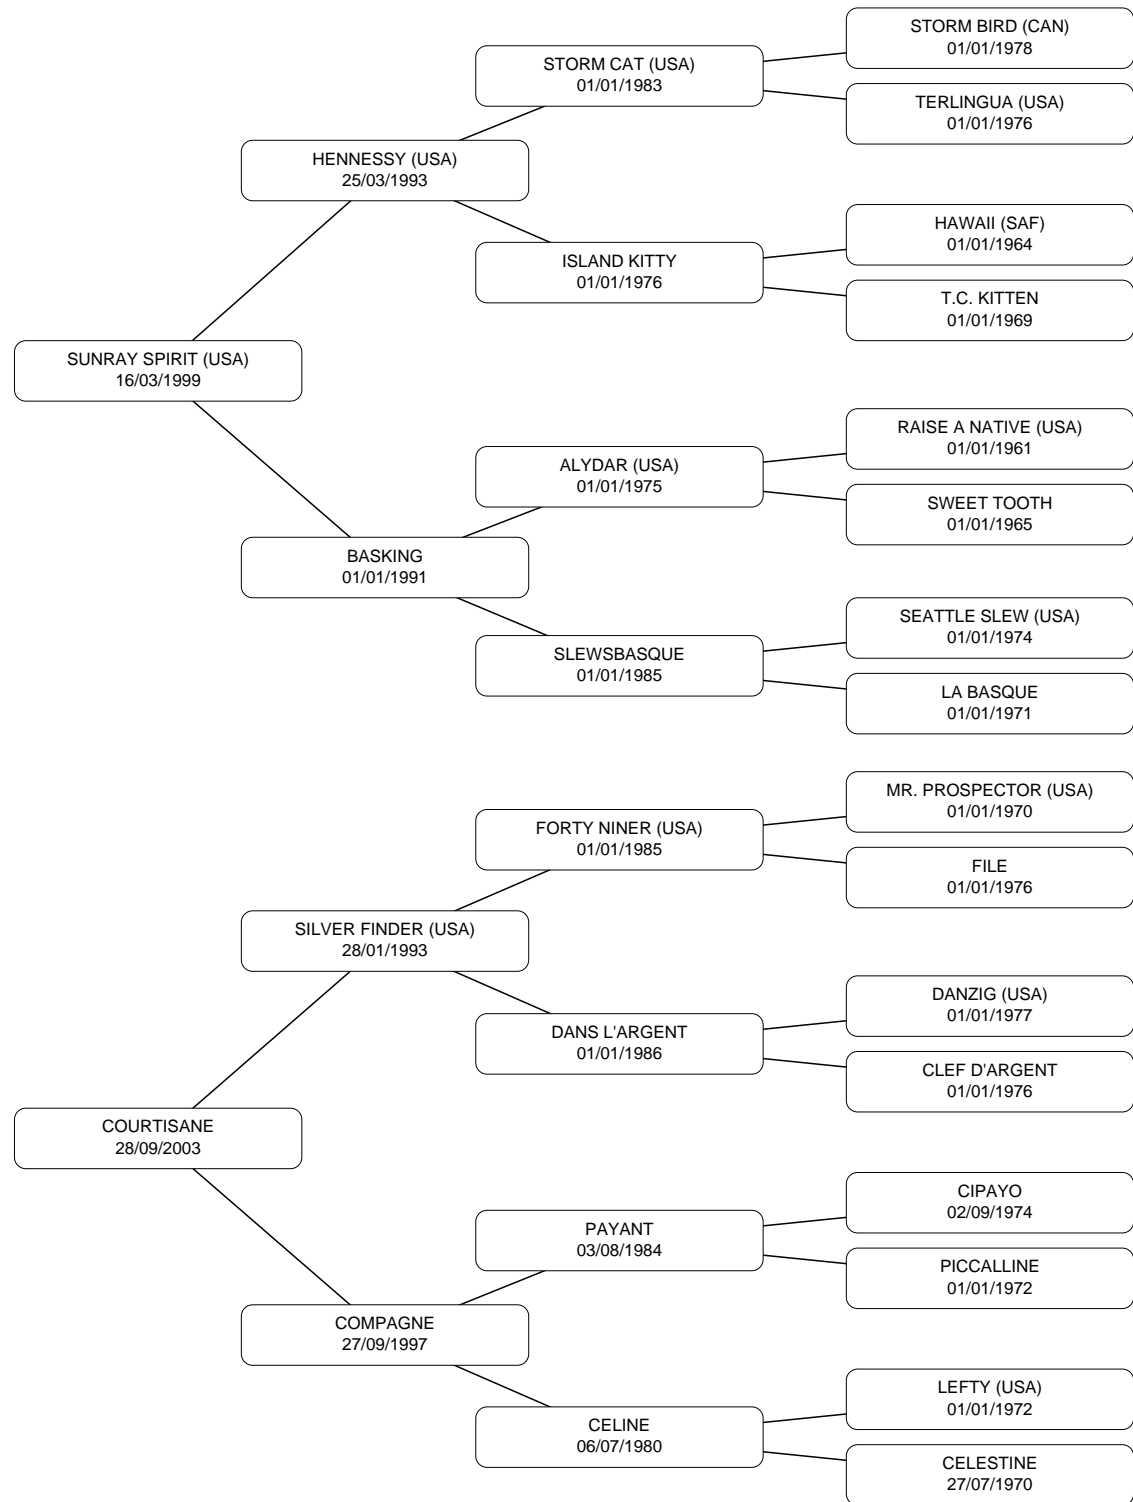 STORM BIRD (CAN)
01/01/1978
STORM CAT (USA)
01/01/1983
TERLINGUA (USA)
01/01/1976
HENNESSY (USA)
25/03/1993
HAWAII (SAF)
01/01/1964
ISLAND KITTY
01/01/1976
T.C. KITTEN
01/01/1969
SUNRAY SPIRIT (USA)
16/03/1999
RAISE A NATIVE (USA)
01/01/1961
ALYDAR (USA)
01/01/1975
SWEET TOOTH
01/01/1965
BASKING
01/01/1991
SEATTLE SLEW (USA)
01/01/1974
SLEWSBASQUE
01/01/1985
LA BASQUE
01/01/1971
MR. PROSPECTOR (USA)
01/01/1970
FORTY NINER (USA)
01/01/1985
FILE
01/01/1976
SILVER FINDER (USA)
28/01/1993
DANZIG (USA)
01/01/1977
DANS L'ARGENT
01/01/1986
CLEF D'ARGENT
01/01/1976
COURTISANE
28/09/2003
CIPAYO
02/09/1974
PAYANT
03/08/1984
PICCALLINE
01/01/1972
COMPAGNE
27/09/1997
LEFTY (USA)
01/01/1972
CELINE
06/07/1980
CELESTINE
27/07/1970